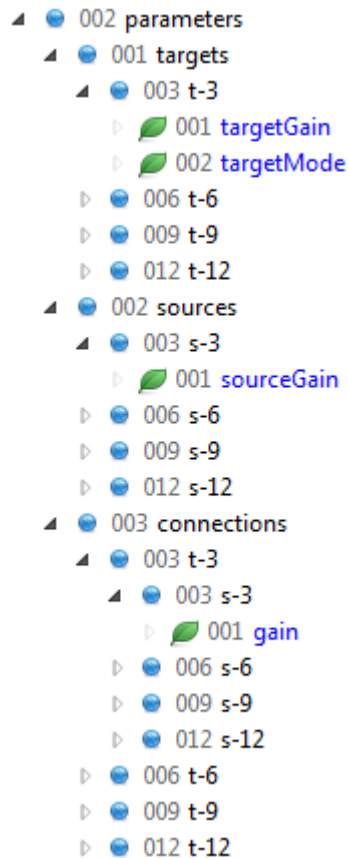 002 parameters
001 targets
003 t-3
001 targetGain
002 targetMode
006 t-6
009 t-9
012 t-12
002 sources
003 s-3
001 sourceGain
006 s-6
009 s-9
012 s-12
003 connections
003 t-3
003 s-3
001 gain
006 s-6
009 s-9
012 s-12
006 t-6
009 t-9
012 t-12